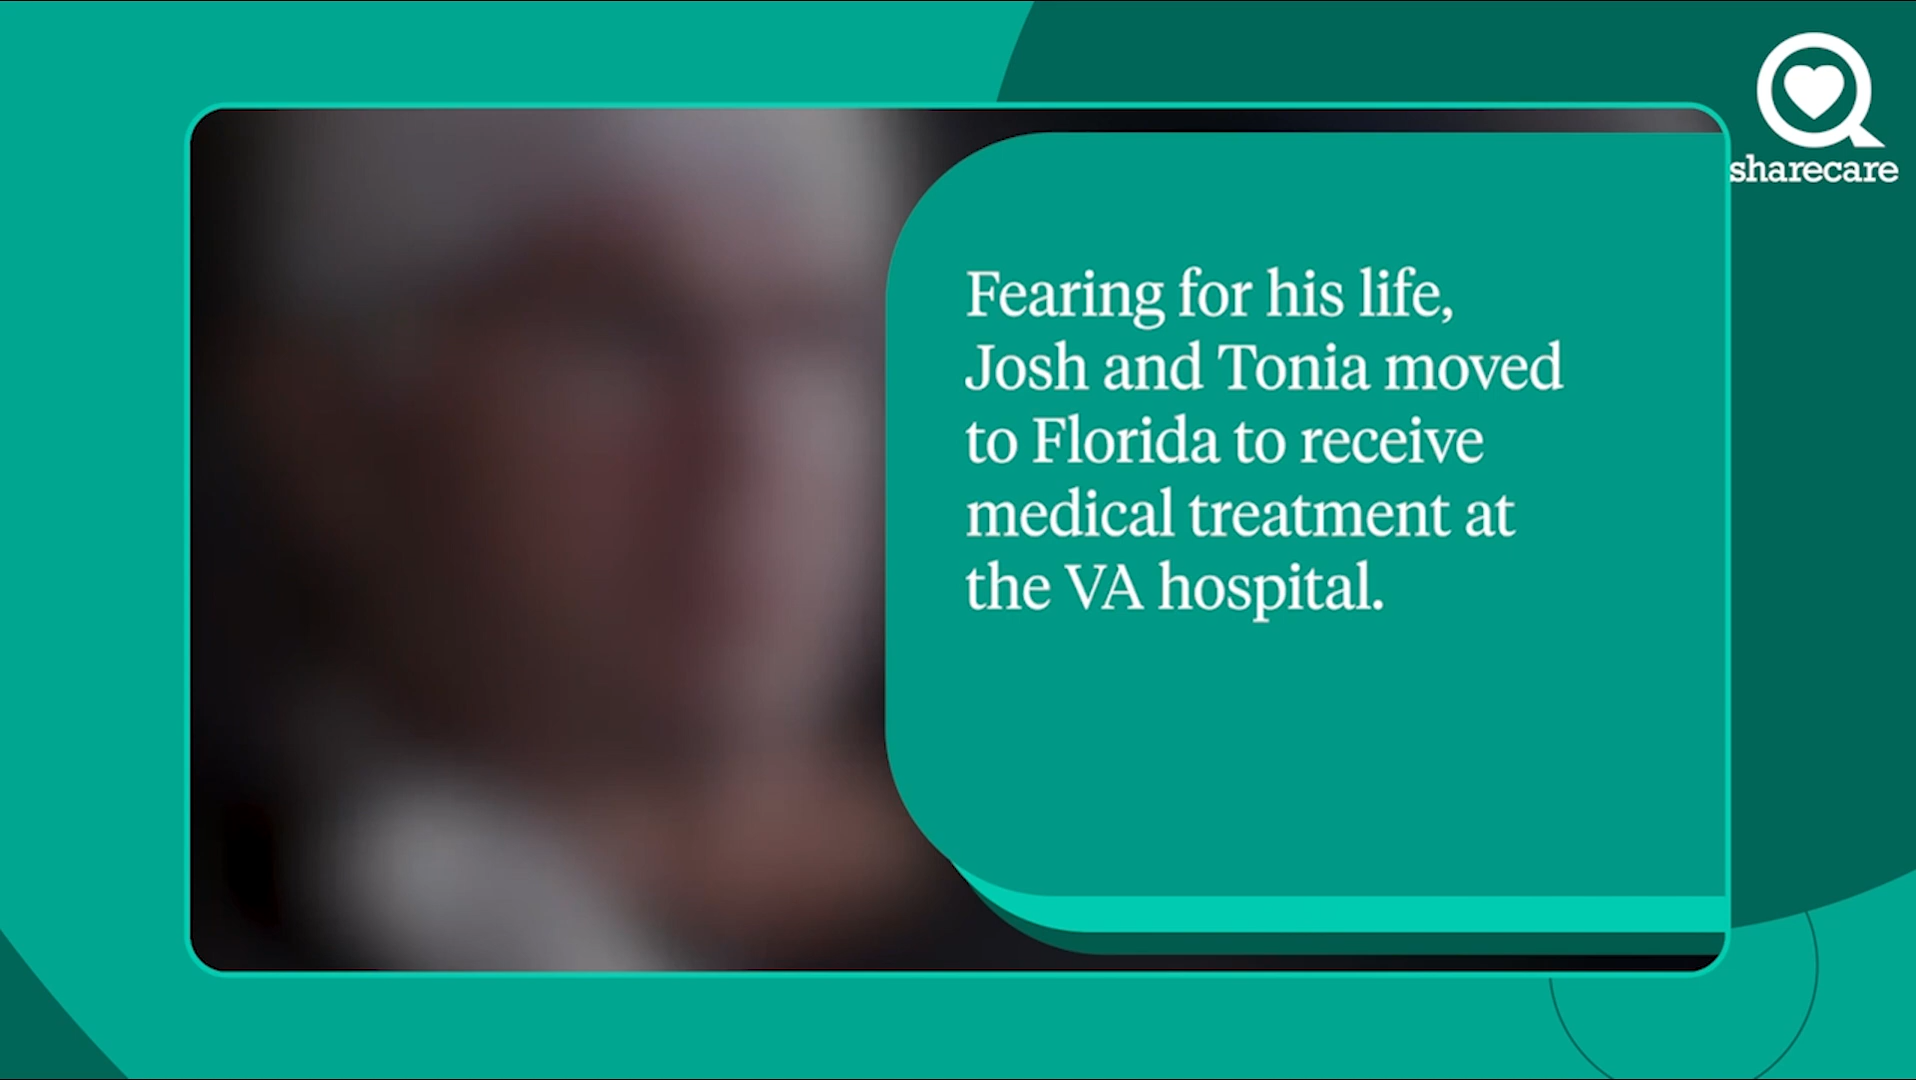 sharecare
Fearing for his life,
Josh and Tonia moved
to Florida to receive
medical treatment at
the VA hospital.